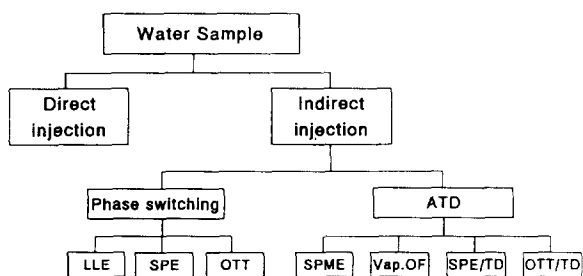 Water Sample
Direct
injection
Indirect
injection
Phase switching
ATD
LLE
SPE
OTT
SPME
Vap.OF
SPE/TD
OTT/TD